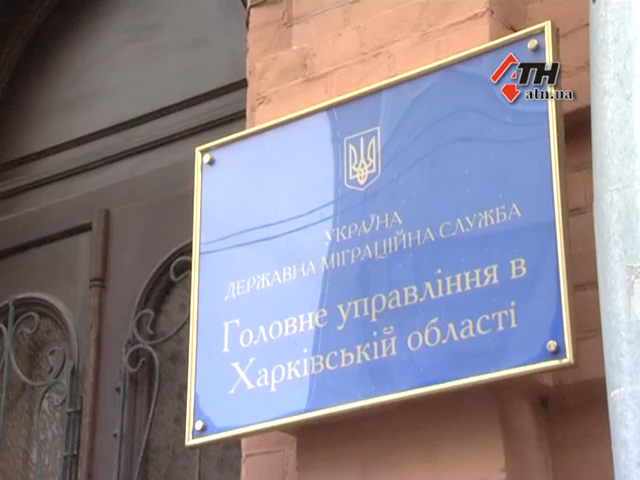 АТН
atn.ua
УКРАЇНА
ДЕРЖАВНА МІГРАЦІЙНА СЛУЖБА
Головне управління в
Харківській області